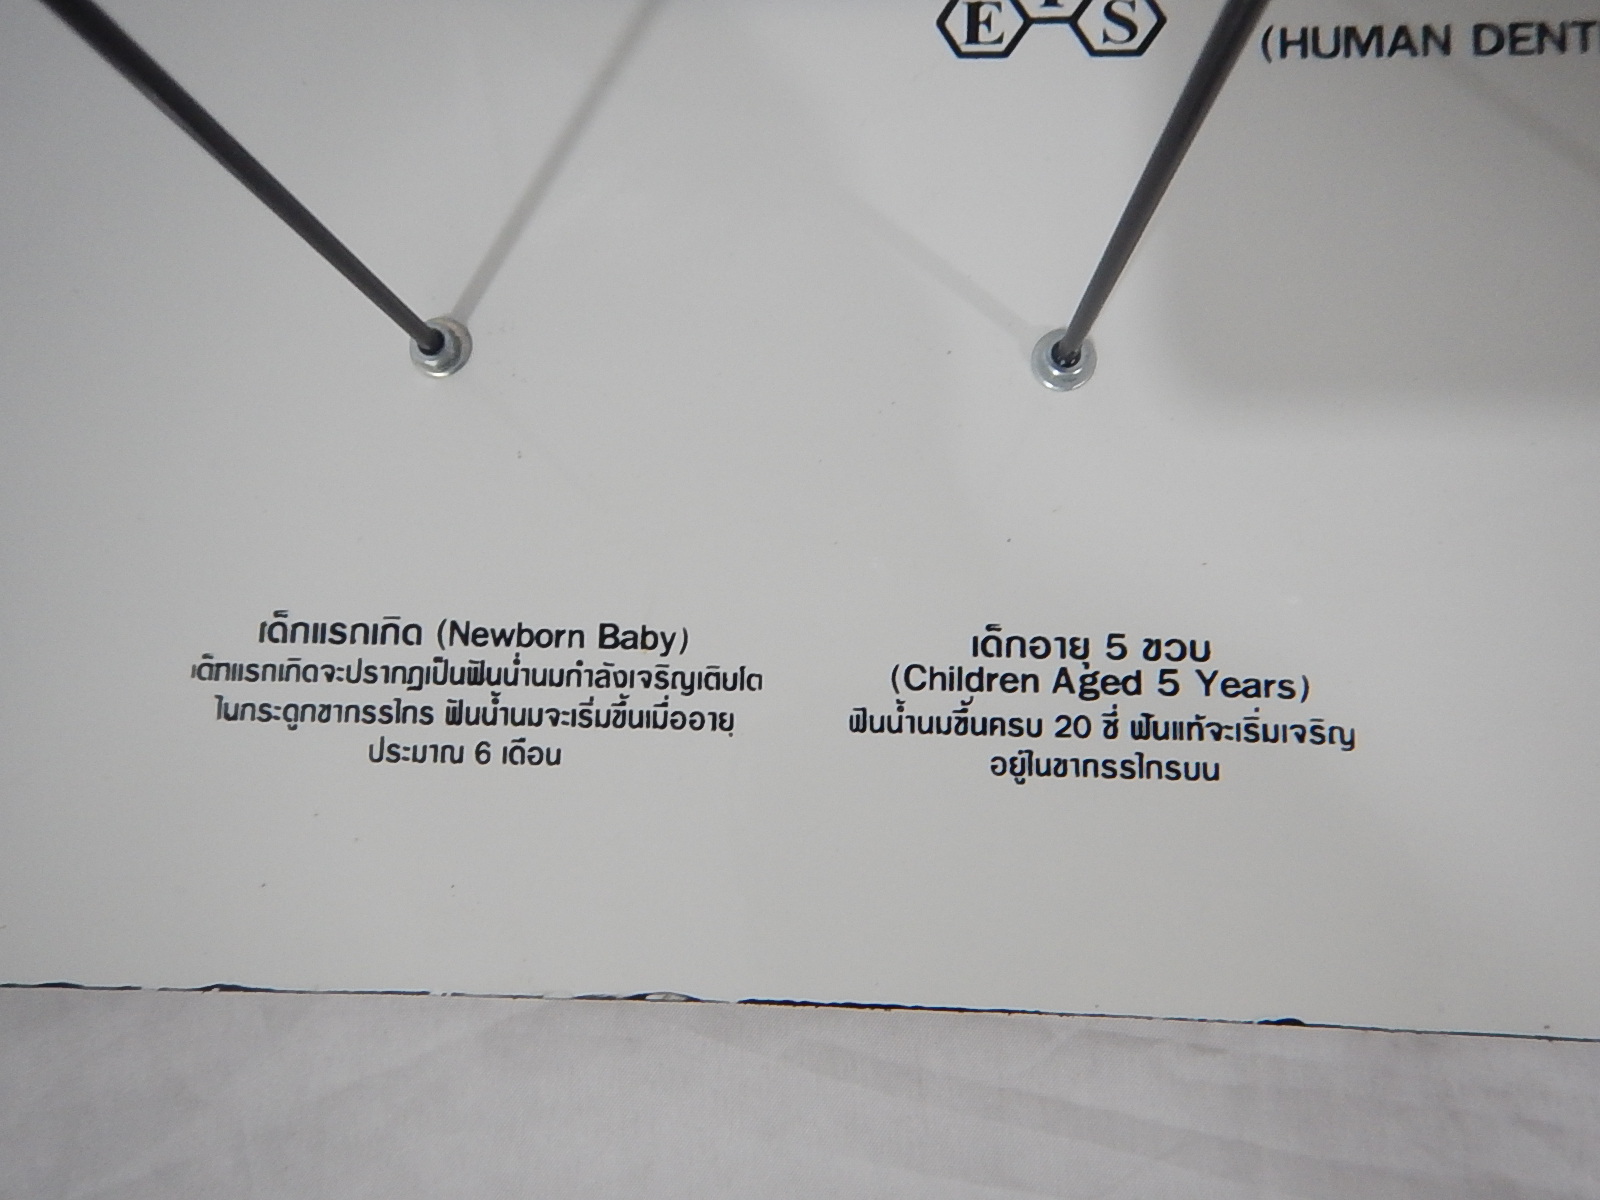 E S
(HUMAN DENT
เด็กแรกเกิด (Newborn Baby)
เด็กแรกเกิดจะปรากฏเป็นฟันน้ำนมกำลังเจริญเติบโต
ในกระดูกขากรรไกร ฟันน้ำนมจะเริ่มขึ้นเมื่ออายุ
ประมาณ 6 เดือน
เด็กอายุ 5 ขวบ
(Children Aged 5 Years)
ฟันน้ำนมขึ้นครบ 20 ซี่ ฟันแท้จะเริ่มเจริญ
อยู่ในขากรรไกรบน